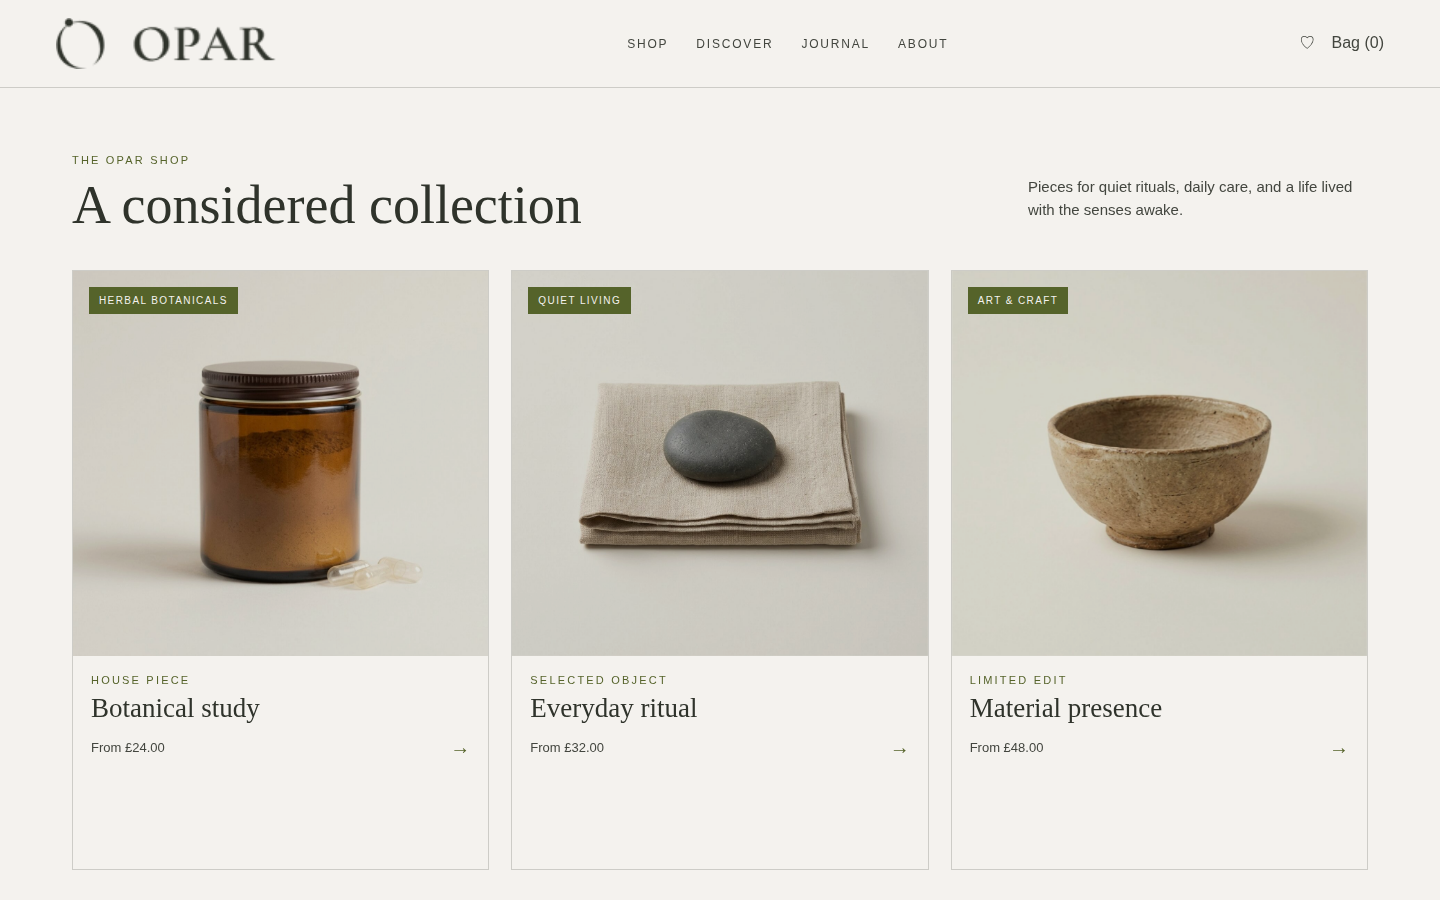 OPAR
SHOP DISCOVER JOURNAL ABOUT
♡ Bag (0)
THE OPAR SHOP
A considered collection
Pieces for quiet rituals, daily care, and a life lived
with the senses awake.
HERBAL BOTANICALS
HOUSE PIECE
Botanical study
From £24.00 →
QUIET LIVING
SELECTED OBJECT
Everyday ritual
From £32.00 →
ART & CRAFT
LIMITED EDIT
Material presence
From £48.00 →